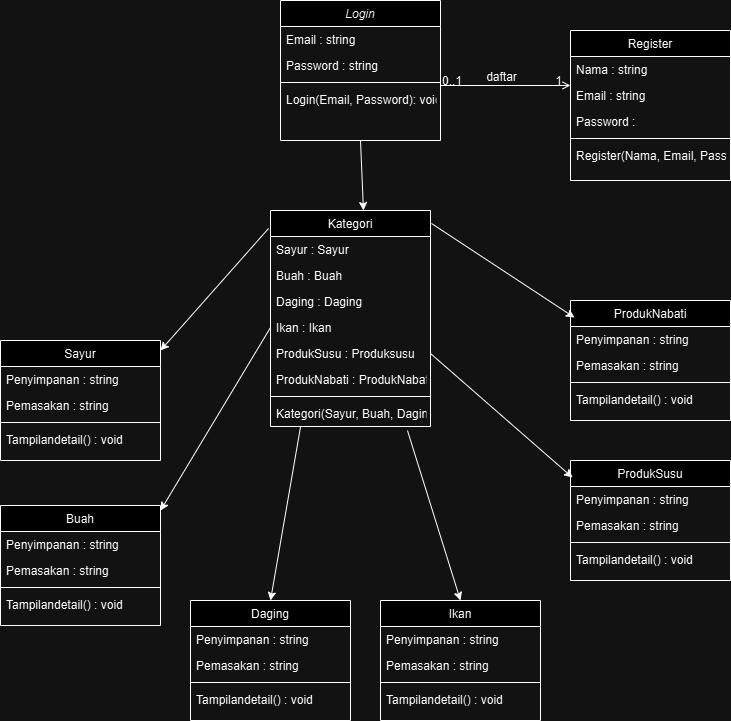 Login
Email : string
Password : string
Login(Email, Password): voi
0..1
daftar
1
Register
Nama : string
Email : string
Password :
Register(Nama, Email, Pass
Kategori
Sayur : Sayur
Buah : Buah
Daging : Daging
Ikan : Ikan
ProdukSusu : Produksusu
ProdukNabati : ProdukNabat
Kategori(Sayur, Buah, Dagin
ProdukNabati
Penyimpanan : string
Pemasakan : string
Tampilandetail() : void
Sayur
Penyimpanan : string
Pemasakan : string
Tampilandetail() : void
ProdukSusu
Penyimpanan : string
Pemasakan : string
Tampilandetail() : void
Buah
Penyimpanan : string
Pemasakan : string
Tampilandetail() : void
Daging
Penyimpanan : string
Pemasakan : string
Tampilandetail() : void
Ikan
Penyimpanan : string
Pemasakan : string
Tampilandetail() : void